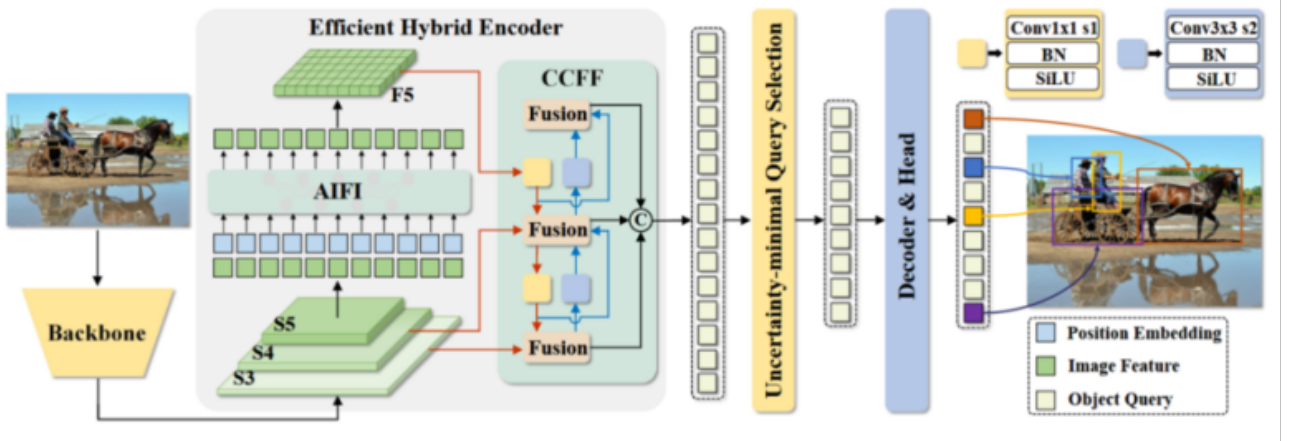 Efficient Hybrid Encoder
F5
CCFF
Fusion
AIFI
Fusion
Fusion
C
S5
S4
S3
Backbone
Uncertainty-minimal Query Selection
Decoder & Head
Conv1x1 s1
BN
SiLU
Conv3x3 s2
BN
SiLU
Position Embedding
Image Feature
Object Query